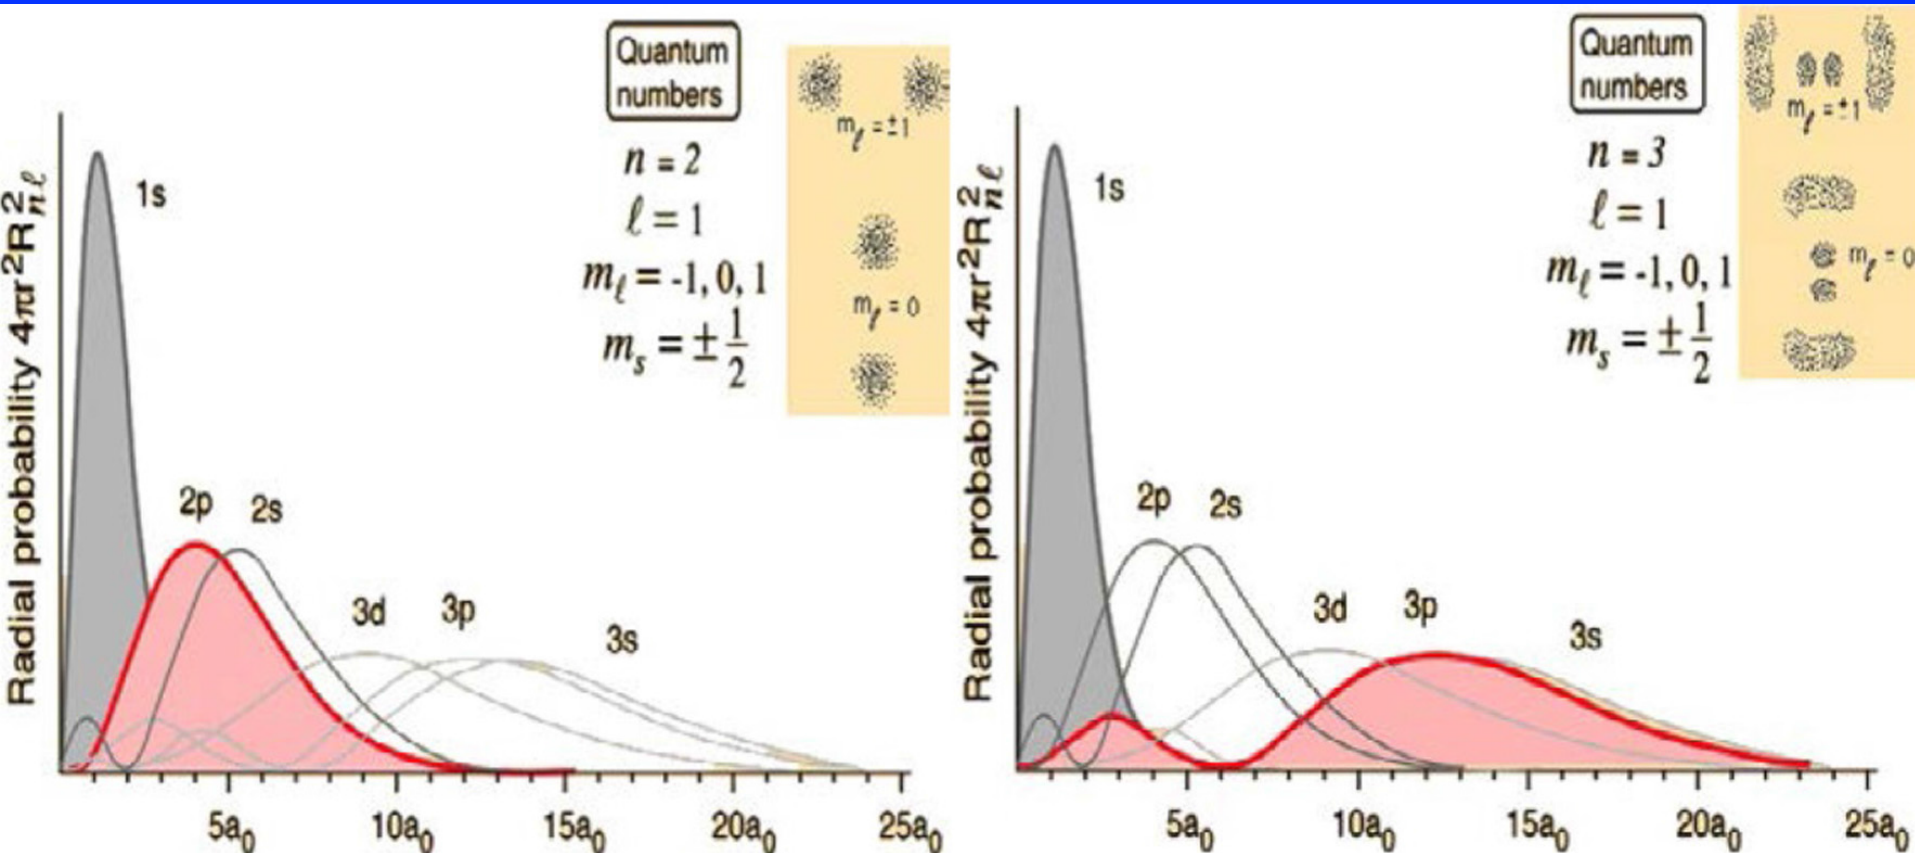 Quantum
numbers
n = 2
ℓ = 1
mℓ = -1, 0, 1
ms = ± 1/2
mℓ = ±1
mℓ = 0
Radial probability 4πr²R²nℓ
1s
2p
2s
3d
3p
3s
5a₀
10a₀
15a₀
20a₀
25a₀
Quantum
numbers
n = 3
ℓ = 1
mℓ = -1, 0, 1
ms = ± 1/2
mℓ = ±1
mℓ = 0
Radial probability 4πr²R²nℓ
1s
2p
2s
3d
3p
3s
5a₀
10a₀
15a₀
20a₀
25a₀